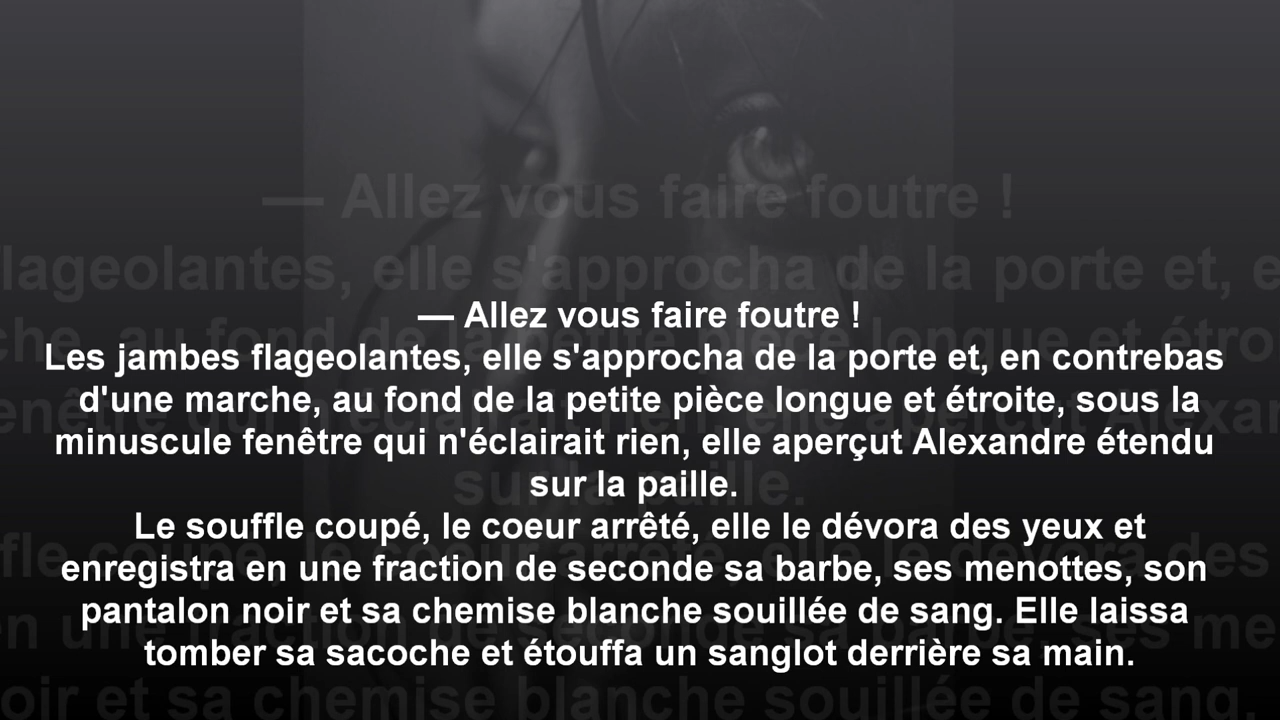 — Allez vous faire foutre !
Les jambes flageolantes, elle s'approcha de la porte et, en contrebas
d'une marche, au fond de la petite pièce longue et étroite, sous la
minuscule fenêtre qui n'éclairait rien, elle aperçut Alexandre étendu
sur la paille.
Le souffle coupé, le coeur arrêté, elle le dévora des yeux et
enregistra en une fraction de seconde sa barbe, ses menottes, son
pantalon noir et sa chemise blanche souillée de sang. Elle laissa
tomber sa sacoche et étouffa un sanglot derrière sa main.